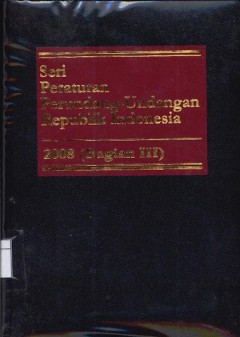 Seri
Peraturan
Perundang-Undangan
Republik Indonesia
2008 (Bagian III)